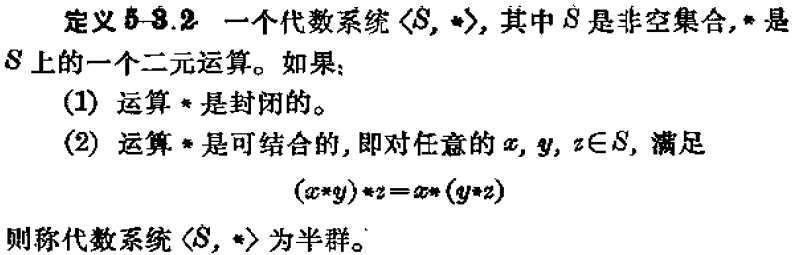 定义 5-3.2 一个代数系统〈S, *〉, 其中 S 是非空集合, * 是
S 上的一个二元运算。如果:
(1) 运算 * 是封闭的。
(2) 运算 * 是可结合的, 即对任意的 x, y, z∈S, 满足
(x*y)*z=x*(y*z)
则称代数系统〈S, *〉为半群。